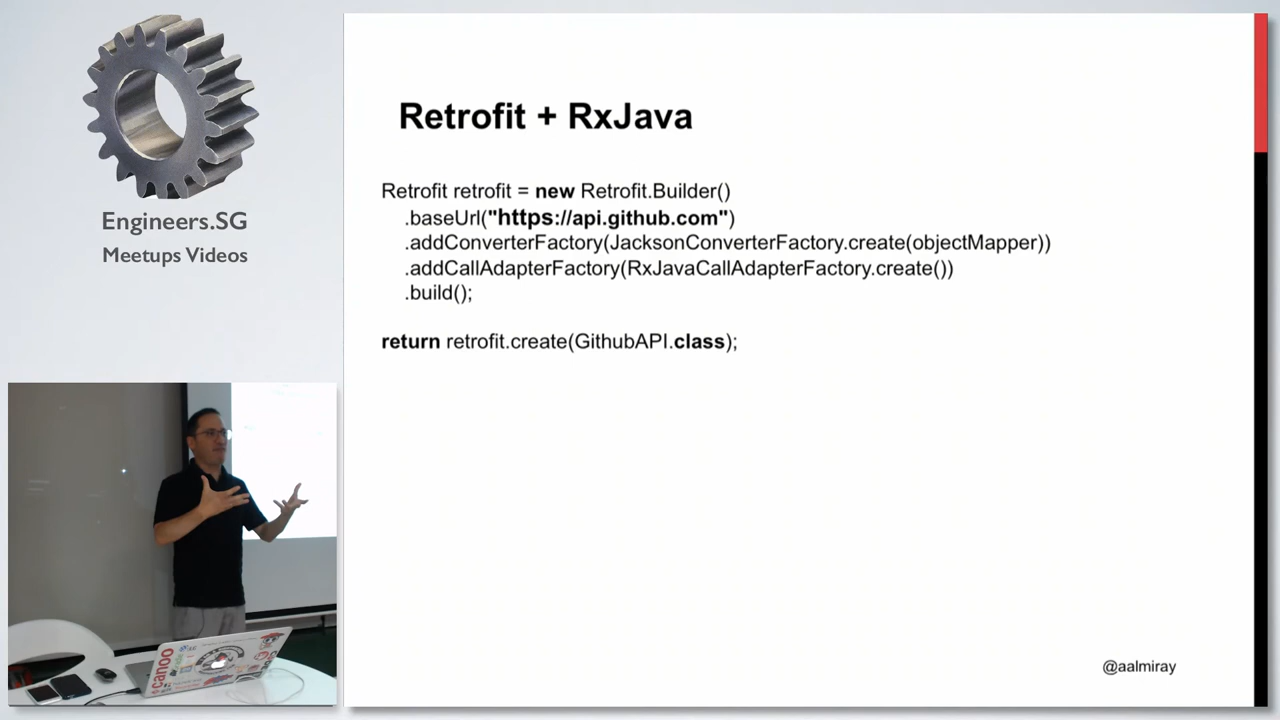 Engineers.SG
Meetups Videos
Retrofit + RxJava
Retrofit retrofit = new Retrofit.Builder()
.baseUrl("https://api.github.com")
.addConverterFactory(JacksonConverterFactory.create(objectMapper))
.addCallAdapterFactory(RxJavaCallAdapterFactory.create())
.build();
return retrofit.create(GithubAPI.class);
canoo
@aalmiray